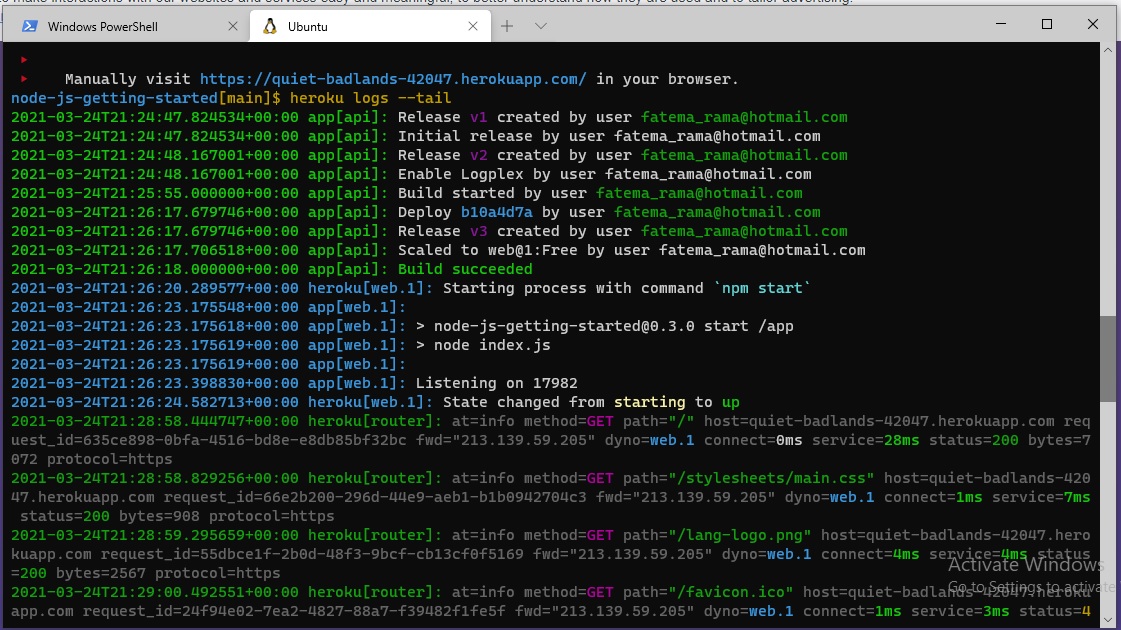 to make interactions with our websites and services easy and meaningful, to better understand how they are used and to tailor advertising.
Windows PowerShell
Ubuntu
Manually visit https://quiet-badlands-42047.herokuapp.com/ in your browser.
node-js-getting-started[main]$ heroku logs --tail
2021-03-24T21:24:47.824534+00:00 app[api]: Release v1 created by user fatema_rama@hotmail.com
2021-03-24T21:24:47.824534+00:00 app[api]: Initial release by user fatema_rama@hotmail.com
2021-03-24T21:24:48.167001+00:00 app[api]: Release v2 created by user fatema_rama@hotmail.com
2021-03-24T21:24:48.167001+00:00 app[api]: Enable Logplex by user fatema_rama@hotmail.com
2021-03-24T21:25:55.000000+00:00 app[api]: Build started by user fatema_rama@hotmail.com
2021-03-24T21:26:17.679746+00:00 app[api]: Deploy b10a4d7a by user fatema_rama@hotmail.com
2021-03-24T21:26:17.679746+00:00 app[api]: Release v3 created by user fatema_rama@hotmail.com
2021-03-24T21:26:17.706518+00:00 app[api]: Scaled to web@1:Free by user fatema_rama@hotmail.com
2021-03-24T21:26:18.000000+00:00 app[api]: Build succeeded
2021-03-24T21:26:20.289577+00:00 heroku[web.1]: Starting process with command `npm start`
2021-03-24T21:26:23.175548+00:00 app[web.1]:
2021-03-24T21:26:23.175618+00:00 app[web.1]: > node-js-getting-started@0.3.0 start /app
2021-03-24T21:26:23.175619+00:00 app[web.1]: > node index.js
2021-03-24T21:26:23.175619+00:00 app[web.1]:
2021-03-24T21:26:23.398830+00:00 app[web.1]: Listening on 17982
2021-03-24T21:26:24.582713+00:00 heroku[web.1]: State changed from starting to up
2021-03-24T21:28:58.444747+00:00 heroku[router]: at=info method=GET path="/" host=quiet-badlands-42047.herokuapp.com req
uest_id=635ce898-0bfa-4516-bd8e-e8db85bf32bc fwd="213.139.59.205" dyno=web.1 connect=0ms service=28ms status=200 bytes=7
072 protocol=https
2021-03-24T21:28:58.829256+00:00 heroku[router]: at=info method=GET path="/stylesheets/main.css" host=quiet-badlands-420
47.herokuapp.com request_id=66e2b200-296d-44e9-aeb1-b1b0942704c3 fwd="213.139.59.205" dyno=web.1 connect=1ms service=7ms
status=200 bytes=908 protocol=https
2021-03-24T21:28:59.295659+00:00 heroku[router]: at=info method=GET path="/lang-logo.png" host=quiet-badlands-42047.hero
kuapp.com request_id=55dbce1f-2b0d-48f3-9bcf-cb13cf0f5169 fwd="213.139.59.205" dyno=web.1 connect=4ms service=4ms status
=200 bytes=2567 protocol=https
2021-03-24T21:29:00.492551+00:00 heroku[router]: at=info method=GET path="/favicon.ico" host=quiet-badlands-42047.heroku
app.com request_id=24f94e02-7ea2-4827-88a7-f39482f1fe5f fwd="213.139.59.205" dyno=web.1 connect=1ms service=3ms status=4
Activate Windows
Go to Settings to activate